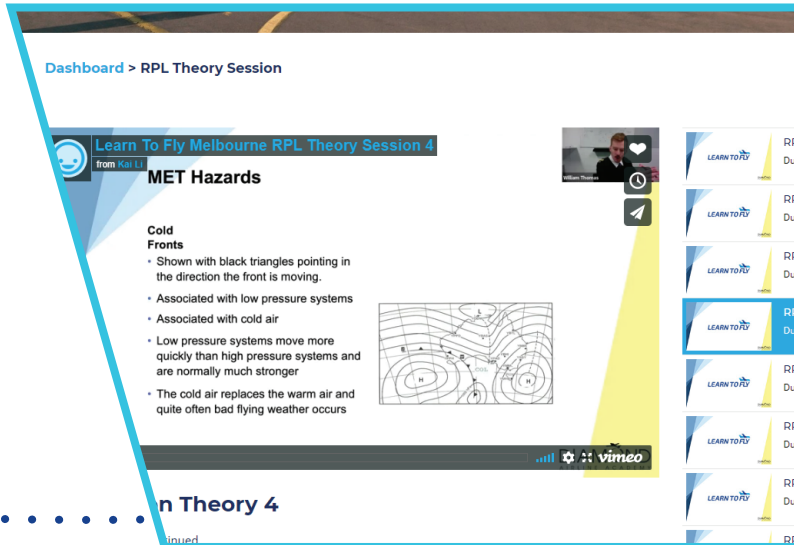 Dashboard > RPL Theory Session
Learn To Fly Melbourne RPL Theory Session 4
from Kai Li
MET Hazards
William Thomas
Cold
Fronts
• Shown with black triangles pointing in
the direction the front is moving.
• Associated with low pressure systems
• Associated with cold air
• Low pressure systems move more
quickly than high pressure systems and
are normally much stronger
• The cold air replaces the warm air and
quite often bad flying weather occurs
L
H
H
vimeo
Theory 4
LEARN TO FLY
LEARN TO FLY
LEARN TO FLY
LEARN TO FLY
LEARN TO FLY
LEARN TO FLY
LEARN TO FLY